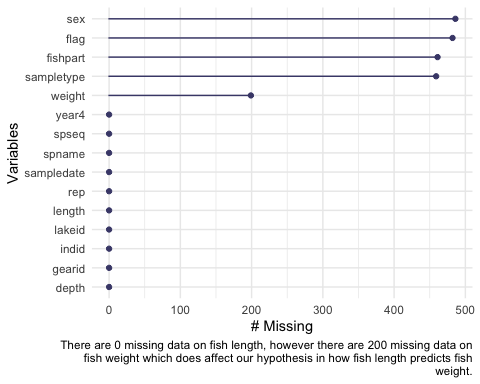 sex
flag
fishpart
sampletype
weight
year4
spseq
spname
sampledate
rep
length
lakeid
indid
gearid
depth
Variables
0 100 200 300 400 500
# Missing
There are 0 missing data on fish length, however there are 200 missing data on
fish weight which does affect our hypothesis in how fish length predicts fish
weight.